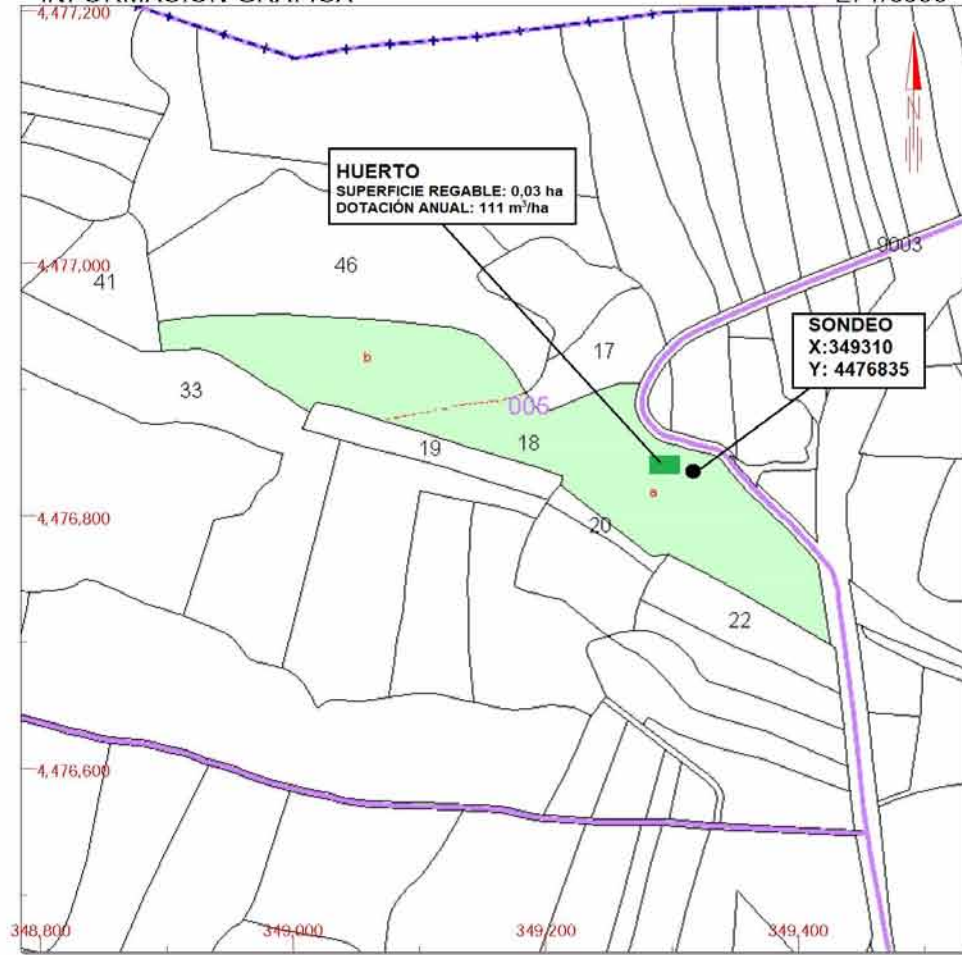 4,477,200
HUERTO
SUPERFICIE REGABLE: 0,03 ha
DOTACIÓN ANUAL: 111 m³/ha
N
9003
4,477,000
41
46
SONDEO
X:349310
Y: 4476835
17
b
33
005
18
19
a
4,476,800
20
22
4,476,600
348,800
349,000
349,200
349,400